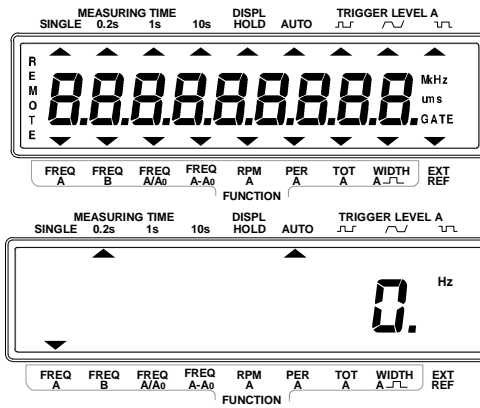 MEASURING TIME DISPL TRIGGER LEVEL A
SINGLE 0.2s 1s 10s HOLD AUTO
REMOTE
8.8.8.8.8.8.8.8.8.
MkHz
ums
GATE
FREQ FREQ FREQ FREQ RPM PER TOT WIDTH EXT
A B A/A0 A-A0 A A A A REF
FUNCTION
MEASURING TIME DISPL TRIGGER LEVEL A
SINGLE 0.2s 1s 10s HOLD AUTO
0. Hz
FREQ FREQ FREQ FREQ RPM PER TOT WIDTH EXT
A B A/A0 A-A0 A A A A REF
FUNCTION